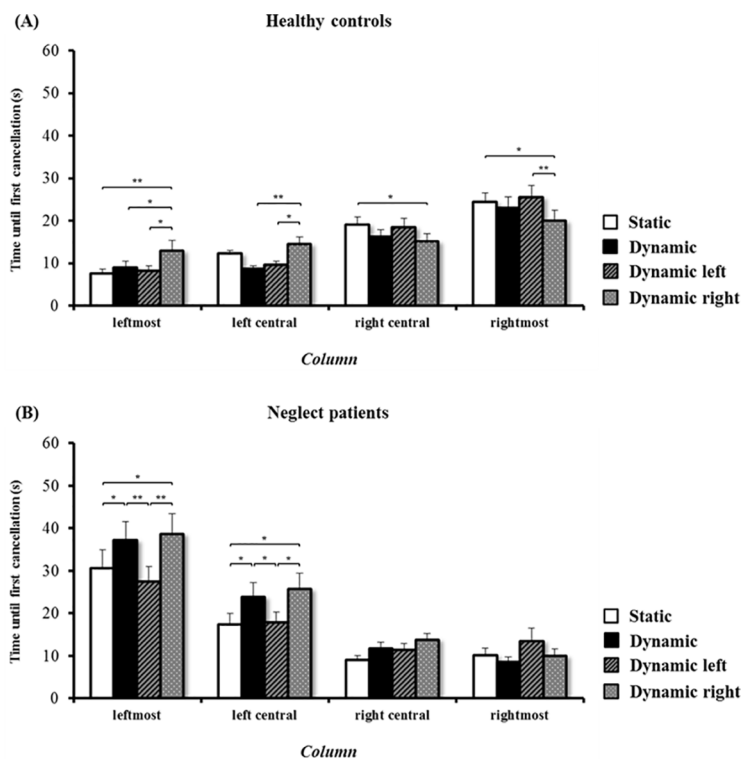 (A) Healthy controls
Time until first cancellation (s)
60
50
40
30
20
10
0
** * * ** * * * **
leftmost left central right central rightmost
Column
Static
Dynamic
Dynamic left
Dynamic right
(B) Neglect patients
Time until first cancellation (s)
60
50
40
30
20
10
0
* * ** ** * * * *
leftmost left central right central rightmost
Column
Static
Dynamic
Dynamic left
Dynamic right